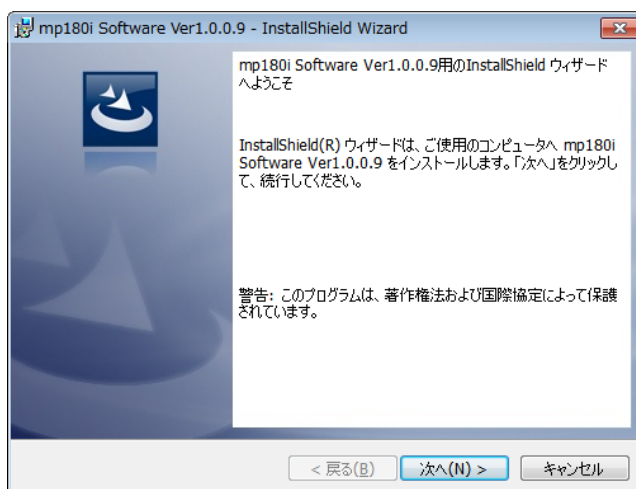 mp180i Software Ver1.0.0.9 - InstallShield Wizard
mp180i Software Ver1.0.0.9用のInstallShield ウィザード
へようこそ
InstallShield(R) ウィザードは、ご使用のコンピュータへ mp180i
Software Ver1.0.0.9 をインストールします。「次へ」をクリックし
て、続行してください。
警告: このプログラムは、著作権法および国際協定によって保護
されています。
< 戻る(B)
次へ(N) >
キャンセル